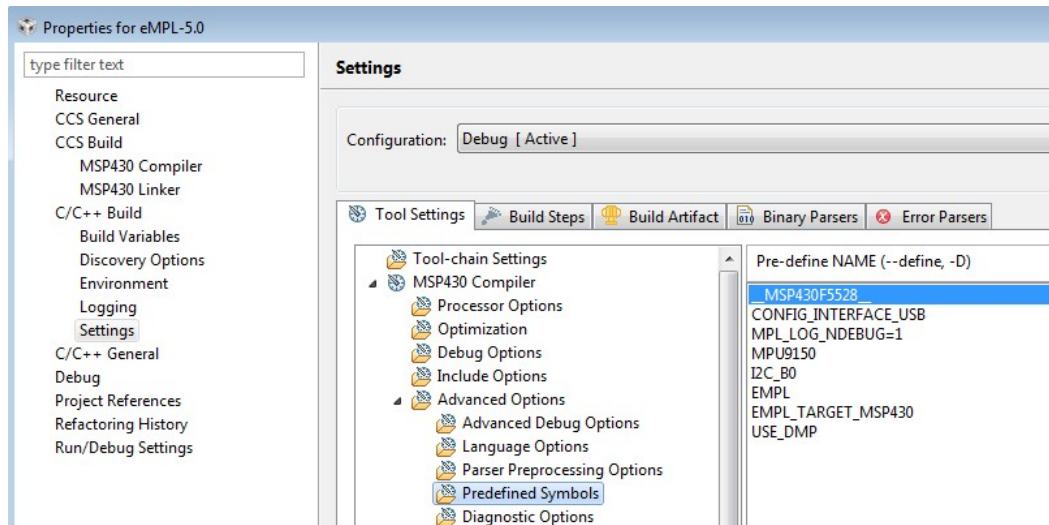 Properties for eMPL-5.0
type filter text
Resource
CCS General
CCS Build
MSP430 Compiler
MSP430 Linker
C/C++ Build
Build Variables
Discovery Options
Environment
Logging
Settings
C/C++ General
Debug
Project References
Refactoring History
Run/Debug Settings
Settings
Configuration: Debug [ Active ]
Tool Settings Build Steps Build Artifact Binary Parsers Error Parsers
Tool-chain Settings
MSP430 Compiler
Processor Options
Optimization
Debug Options
Include Options
Advanced Options
Advanced Debug Options
Language Options
Parser Preprocessing Options
Predefined Symbols
Diagnostic Options
Pre-define NAME (--define, -D)
__MSP430F5528__
CONFIG_INTERFACE_USB
MPL_LOG_NDEBUG=1
MPU9150
I2C_B0
EMPL
EMPL_TARGET_MSP430
USE_DMP